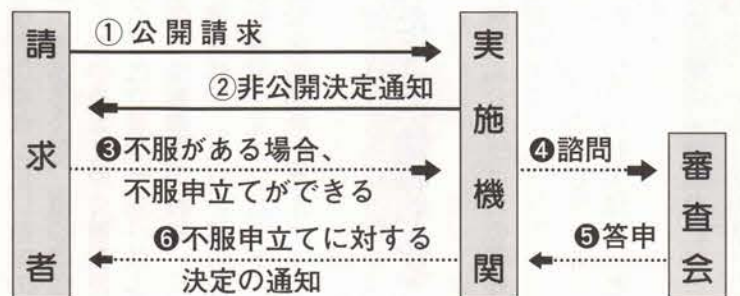 請求者
①公開請求
②非公開決定通知
❸不服がある場合、
不服申立てができる
❻不服申立てに対する
決定の通知
実施機関
❹諮問
❺答申
審査会